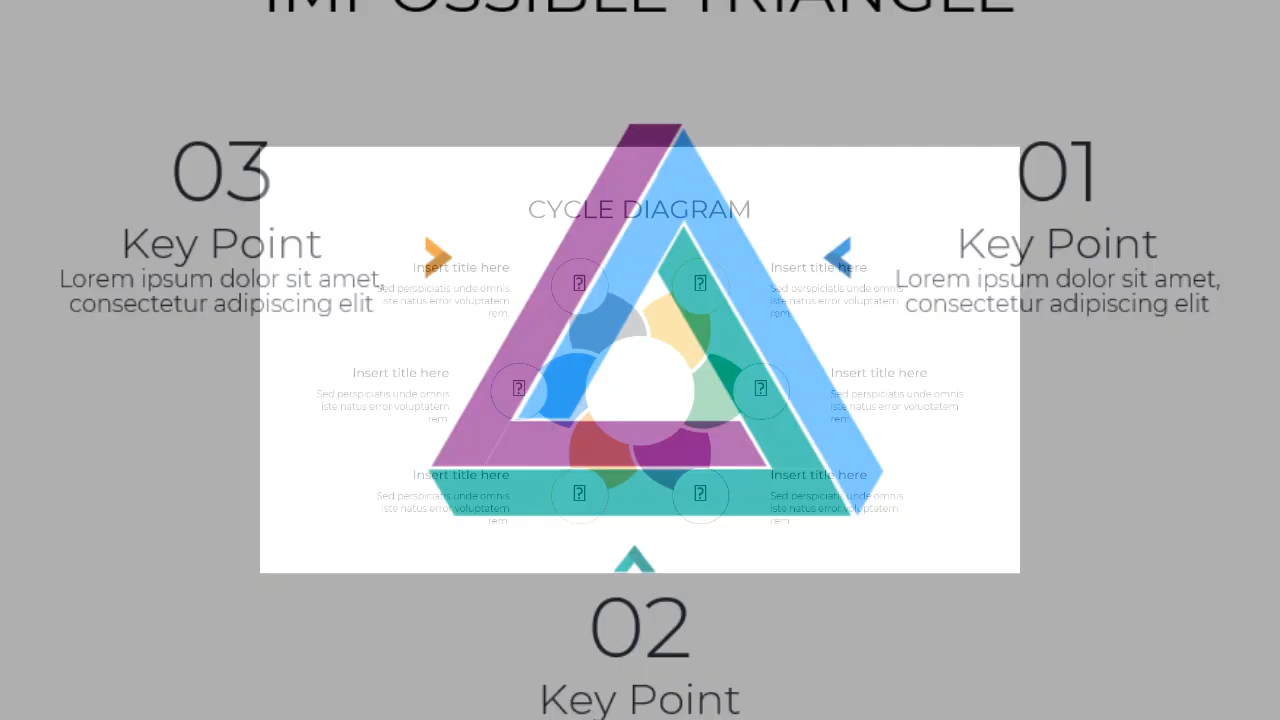 IMPOSSIBLE TRIANGLE
03
Key Point
Lorem ipsum dolor sit amet,
consectetur adipiscing elit
01
Key Point
Lorem ipsum dolor sit amet,
consectetur adipiscing elit
CYCLE DIAGRAM
Insert title here
Sed perspiciatis unde omnis
iste natus error voluptatem
rem.
Insert title here
Sed perspiciatis unde omnis
iste natus error voluptatem
rem.
Insert title here
Sed perspiciatis unde omnis
iste natus error voluptatem
rem.
Insert title here
Sed perspiciatis unde omnis
iste natus error voluptatem
rem.
Insert title here
Sed perspiciatis unde omnis
iste natus error voluptatem
rem.
Insert title here
Sed perspiciatis unde omnis
iste natus error voluptatem
rem.
02
Key Point